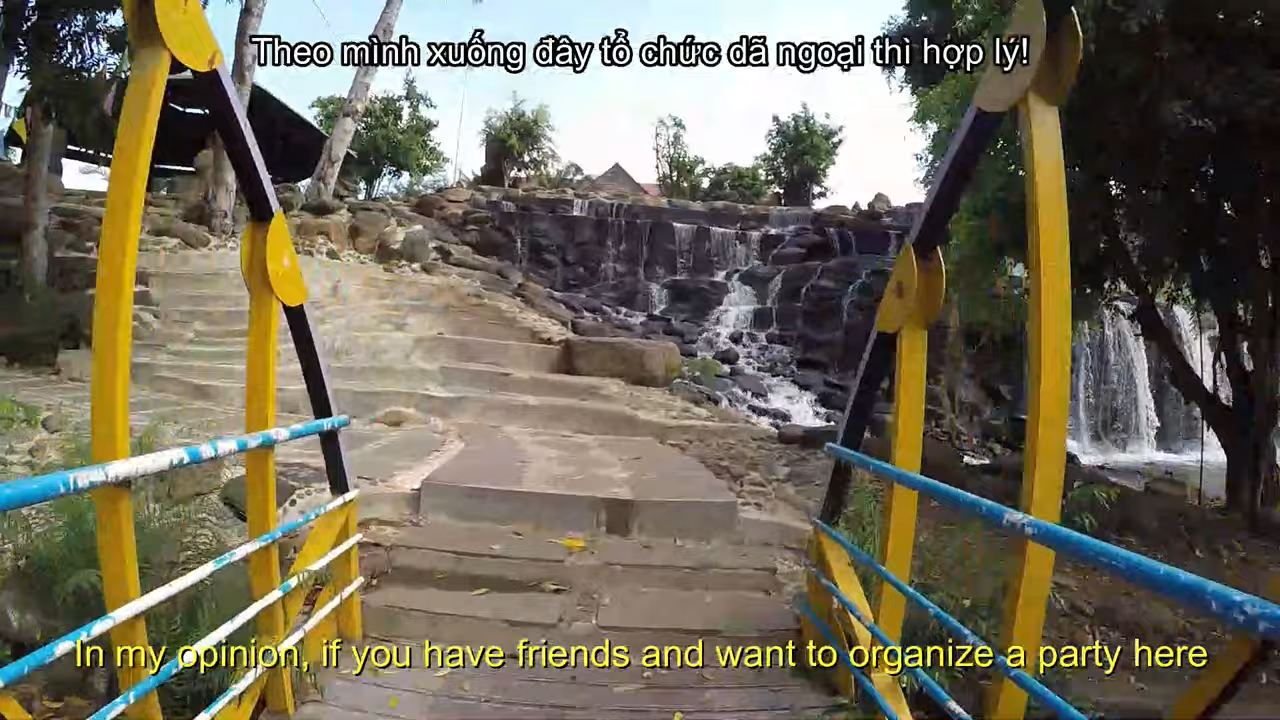 Theo mình xuống đây tổ chức dã ngoại thì hợp lý!
In my opinion, if you have friends and want to organize a party here